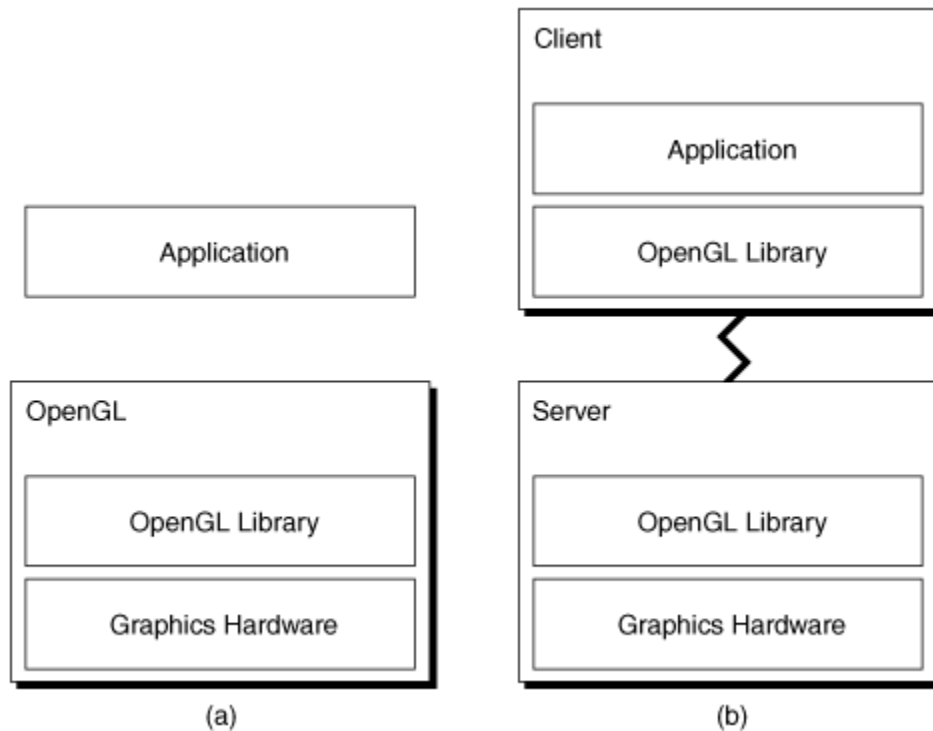 Application
OpenGL
OpenGL Library
Graphics Hardware
(a)
Client
Application
OpenGL Library
Server
OpenGL Library
Graphics Hardware
(b)